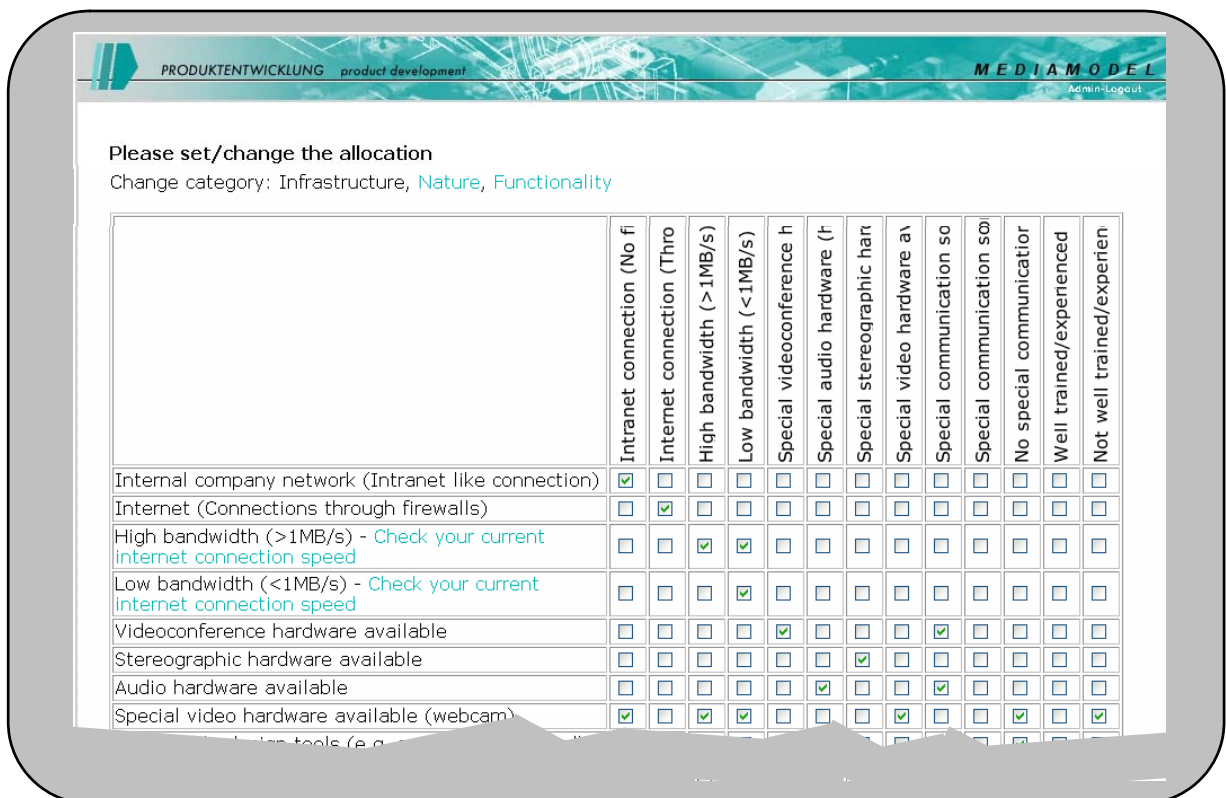 PRODUKTENTWICKLUNG product development
MEDIAMODEL
Admin-Logout
Please set/change the allocation
Change category: Infrastructure, Nature, Functionality
Intranet connection (No fi
Internet connection (Thro
High bandwidth (>1MB/s)
Low bandwidth (<1MB/s)
Special videoconference h
Special audio hardware (h
Special stereographic hard
Special video hardware av
Special communication so
Special communication so
No special communication
Well trained/experienced
Not well trained/experien
Internal company network (Intranet like connection)
Internet (Connections through firewalls)
High bandwidth (>1MB/s) - Check your current
internet connection speed
Low bandwidth (<1MB/s) - Check your current
internet connection speed
Videoconference hardware available
Stereographic hardware available
Audio hardware available
Special video hardware available (webcam)
design tools (e.g.